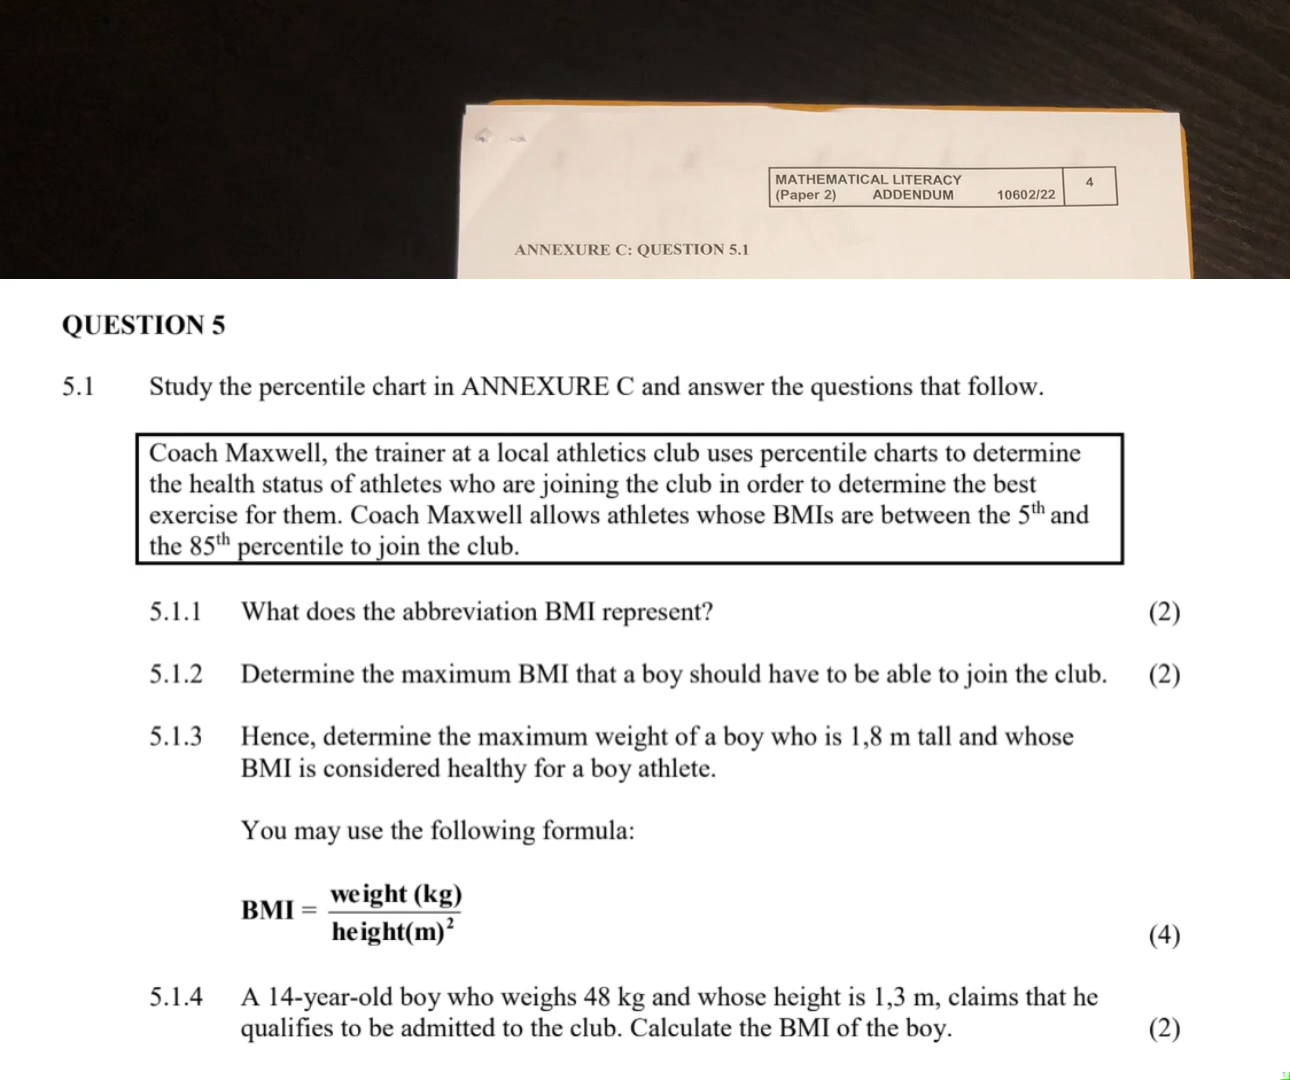 MATHEMATICAL LITERACY
(Paper 2) ADDENDUM 10602/22 4
ANNEXURE C: QUESTION 5.1
QUESTION 5
5.1 Study the percentile chart in ANNEXURE C and answer the questions that follow.
Coach Maxwell, the trainer at a local athletics club uses percentile charts to determine
the health status of athletes who are joining the club in order to determine the best
exercise for them. Coach Maxwell allows athletes whose BMIs are between the 5th and
the 85th percentile to join the club.
5.1.1 What does the abbreviation BMI represent? (2)
5.1.2 Determine the maximum BMI that a boy should have to be able to join the club. (2)
5.1.3 Hence, determine the maximum weight of a boy who is 1,8 m tall and whose
BMI is considered healthy for a boy athlete.
You may use the following formula:
BMI = weight (kg)
height(m)²
(4)
5.1.4 A 14-year-old boy who weighs 48 kg and whose height is 1,3 m, claims that he
qualifies to be admitted to the club. Calculate the BMI of the boy. (2)